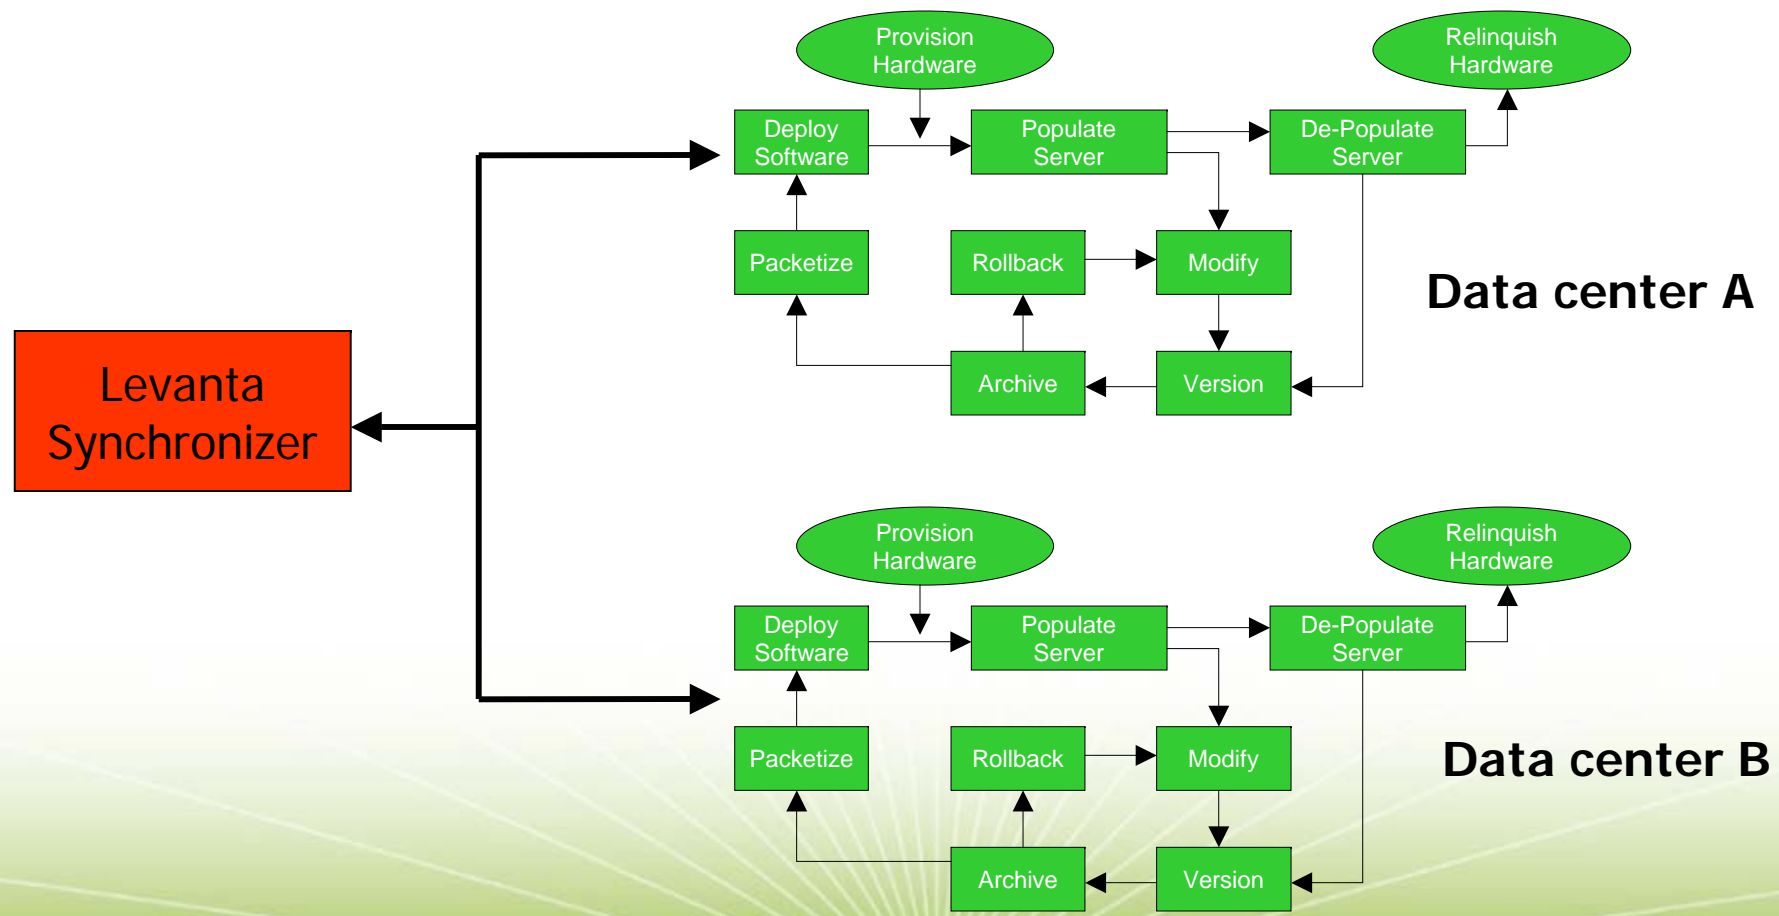 Provision
Hardware
Relinquish
Hardware
Deploy
Software
Populate
Server
De-Populate
Server
Packetize
Rollback
Modify
Data center A
Archive
Version
Levanta
Synchronizer
Provision
Hardware
Relinquish
Hardware
Deploy
Software
Populate
Server
De-Populate
Server
Packetize
Rollback
Modify
Data center B
Archive
Version